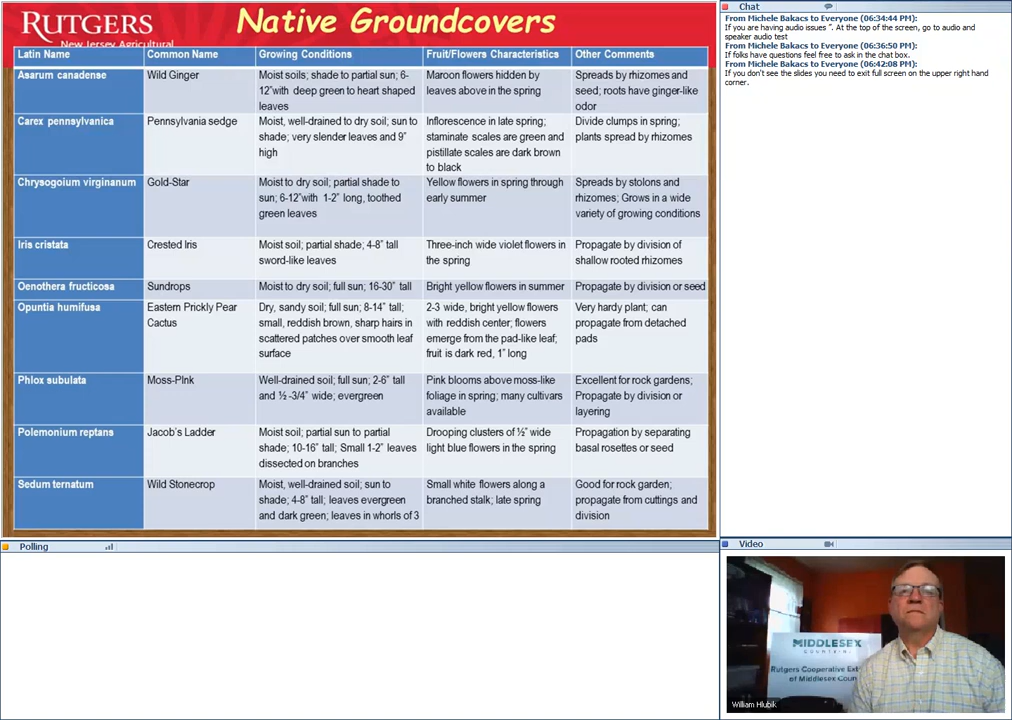 RUTGERS
New Jersey Agricultural
Native Groundcovers
Latin Name Common Name Growing Conditions Fruit/Flowers Characteristics Other Comments
Asarum canadense
Wild Ginger
Moist soils; shade to partial sun; 6-
12"with deep green to heart shaped
leaves
Maroon flowers hidden by
leaves above in the spring
Spreads by rhizomes and
seed; roots have ginger-like
odor
Carex pennsylvanica
Pennsylvania sedge
Moist, well-drained to dry soil; sun to
shade; very slender leaves and 9"
high
Inflorescence in late spring;
staminate scales are green and
pistillate scales are dark brown
to black
Divide clumps in spring;
plants spread by rhizomes
Chrysogoium virginanum
Gold-Star
Moist to dry soil; partial shade to
sun; 6-12"with 1-2" long, toothed
green leaves
Yellow flowers in spring through
early summer
Spreads by stolons and
rhizomes; Grows in a wide
variety of growing conditions
Iris cristata
Crested Iris
Moist soil; partial shade; 4-8" tall
sword-like leaves
Three-inch wide violet flowers in
the spring
Propagate by division of
shallow rooted rhizomes
Oenothera fructicosa
Sundrops
Moist to dry soil; full sun; 16-30" tall
Bright yellow flowers in summer
Propagate by division or seed
Opuntia humifusa
Eastern Prickly Pear
Cactus
Dry, sandy soil; full sun; 8-14" tall;
small, reddish brown, sharp hairs in
scattered patches over smooth leaf
surface
2-3 wide, bright yellow flowers
with reddish center; flowers
emerge from the pad-like leaf;
fruit is dark red, 1" long
Very hardy plant; can
propagate from detached
pads
Phlox subulata
Moss-PInk
Well-drained soil; full sun; 2-6" tall
and ½ -3/4" wide; evergreen
Pink blooms above moss-like
foliage in spring; many cultivars
available
Excellent for rock gardens;
Propagate by division or
layering
Polemonium reptans
Jacob's Ladder
Moist soil; partial sun to partial
shade; 10-16" tall; Small 1-2" leaves
dissected on branches
Drooping clusters of ½" wide
light blue flowers in the spring
Propagation by separating
basal rosettes or seed
Sedum ternatum
Wild Stonecrop
Moist, well-drained soil; sun to
shade; 4-8" tall; leaves evergreen
and dark green; leaves in whorls of 3
Small white flowers along a
branched stalk; late spring
Good for rock garden;
propagate from cuttings and
division
Polling
Chat
From Michele Bakacs to Everyone (06:34:44 PM):
If you are having audio issues ". At the top of the screen, go to audio and
speaker audio test
From Michele Bakacs to Everyone (06:36:50 PM):
If folks have questions feel free to ask in the chat box.
From Michele Bakacs to Everyone (06:42:08 PM):
If you don't see the slides you need to exit full screen on the upper right hand
corner.
Video
MIDDLESEX
COUNTY
Rutgers Cooperative Ext
of Middlesex Coun
William Hlubik